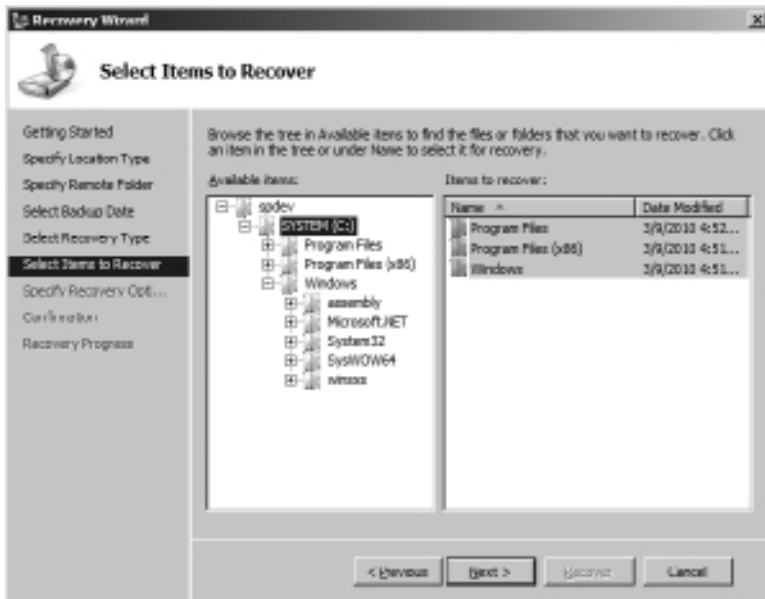 Recovery Wizard
Select Items to Recover
Getting Started
Specify Location Type
Specify Remote Folder
Select Backup Date
Select Recovery Type
Select Items to Recover
Specify Recovery Opti...
Confirmation
Recovery Progress
Browse the tree in Available items to find the files or folders that you want to recover. Click
an item in the tree or under Name to select it for recovery.
Available items:
spdev
SYSTEM (C:)
Program Files
Program Files (x86)
Windows
assembly
Microsoft.NET
System32
SysWOW64
winsxs
Items to recover:
Name Date Modified
Program Files 3/9/2010 4:52...
Program Files (x86) 3/9/2010 4:51...
Windows 3/9/2010 4:51...
< Previous
Next >
Recover
Cancel